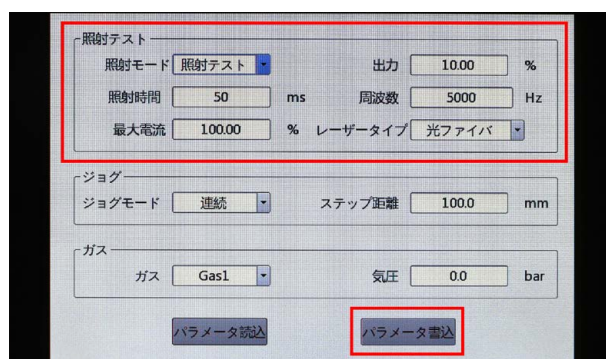 照射テスト
照射モード 照射テスト 出力 10.00 %
照射時間 50 ms 周波数 5000 Hz
最大電流 100.00 % レーザータイプ 光ファイバ
ジョグ
ジョグモード 連続 ステップ距離 100.0 mm
ガス
ガス Gas1 気圧 0.0 bar
パラメータ読込 パラメータ書込